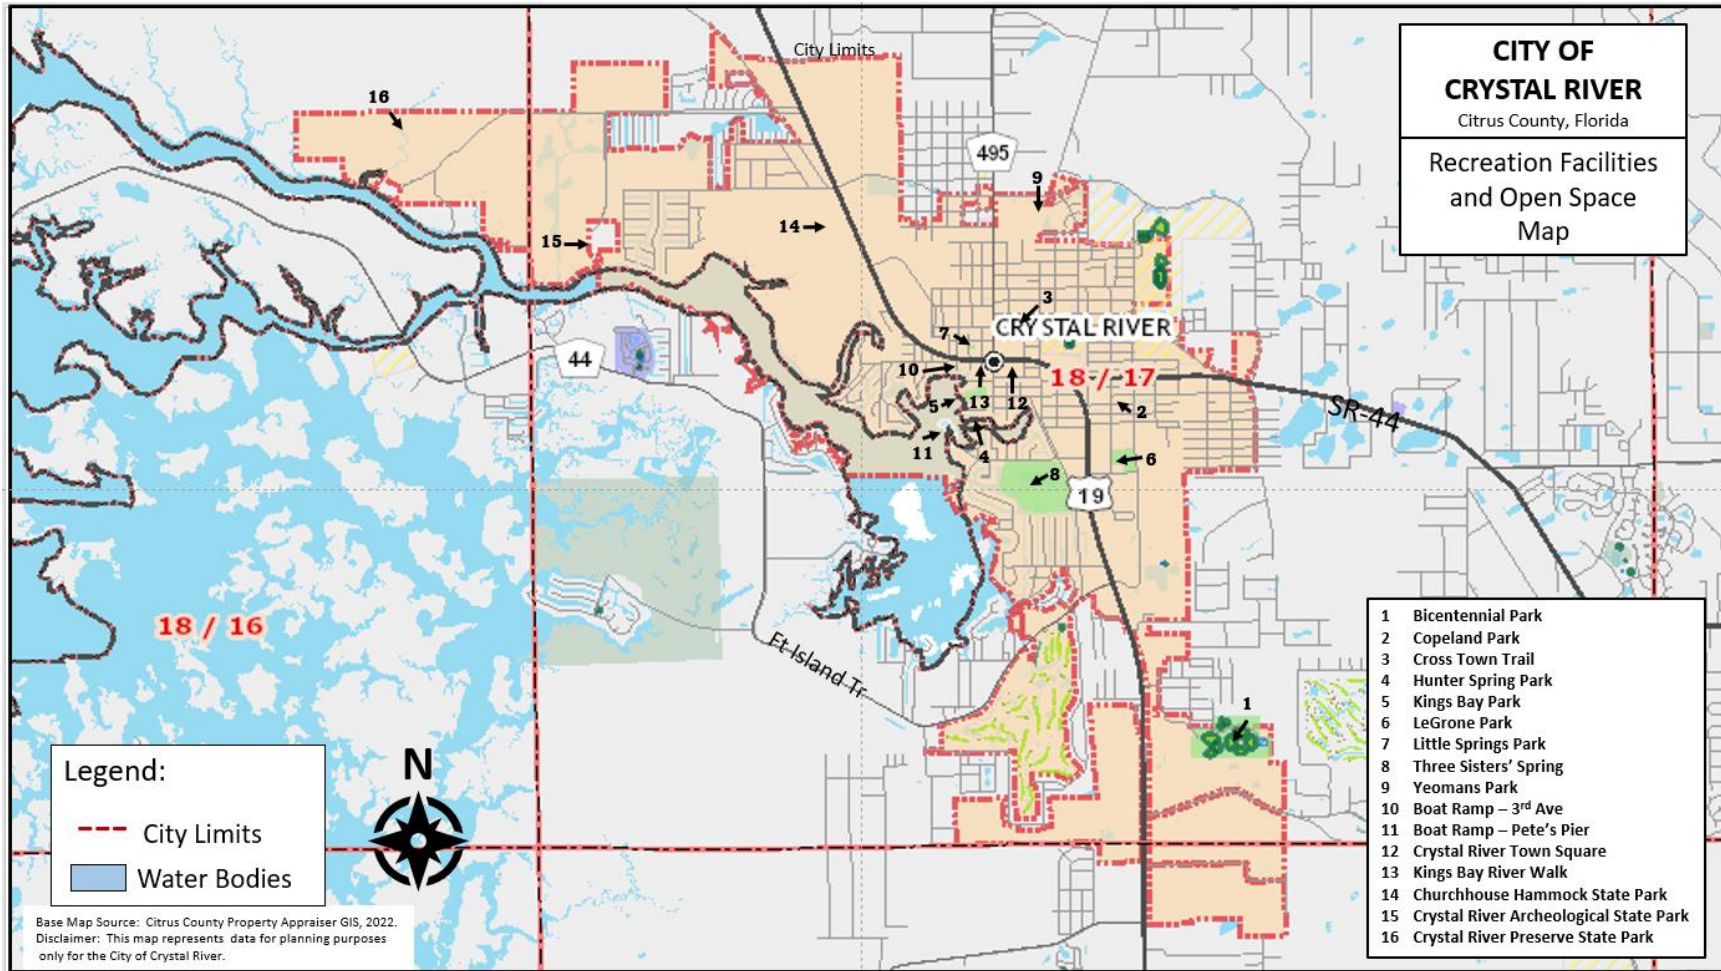 CITY OF
CRYSTAL RIVER
Citrus County, Florida
Recreation Facilities
and Open Space
Map
City Limits
16
495
9
14
15
3
CRYSTAL RIVER
7
44
10
18 / 17
5
13
12
2
SR-44
11
4
6
8
19
18 / 16
Ft Island Tr
1
1 Bicentennial Park
2 Copeland Park
3 Cross Town Trail
4 Hunter Spring Park
5 Kings Bay Park
6 LeGrone Park
7 Little Springs Park
8 Three Sisters’ Spring
9 Yeomans Park
10 Boat Ramp – 3rd Ave
11 Boat Ramp – Pete’s Pier
12 Crystal River Town Square
13 Kings Bay River Walk
14 Churchhouse Hammock State Park
15 Crystal River Archeological State Park
16 Crystal River Preserve State Park
Legend:
City Limits
Water Bodies
N
Base Map Source: Citrus County Property Appraiser GIS, 2022.
Disclaimer: This map represents data for planning purposes
only for the City of Crystal River.